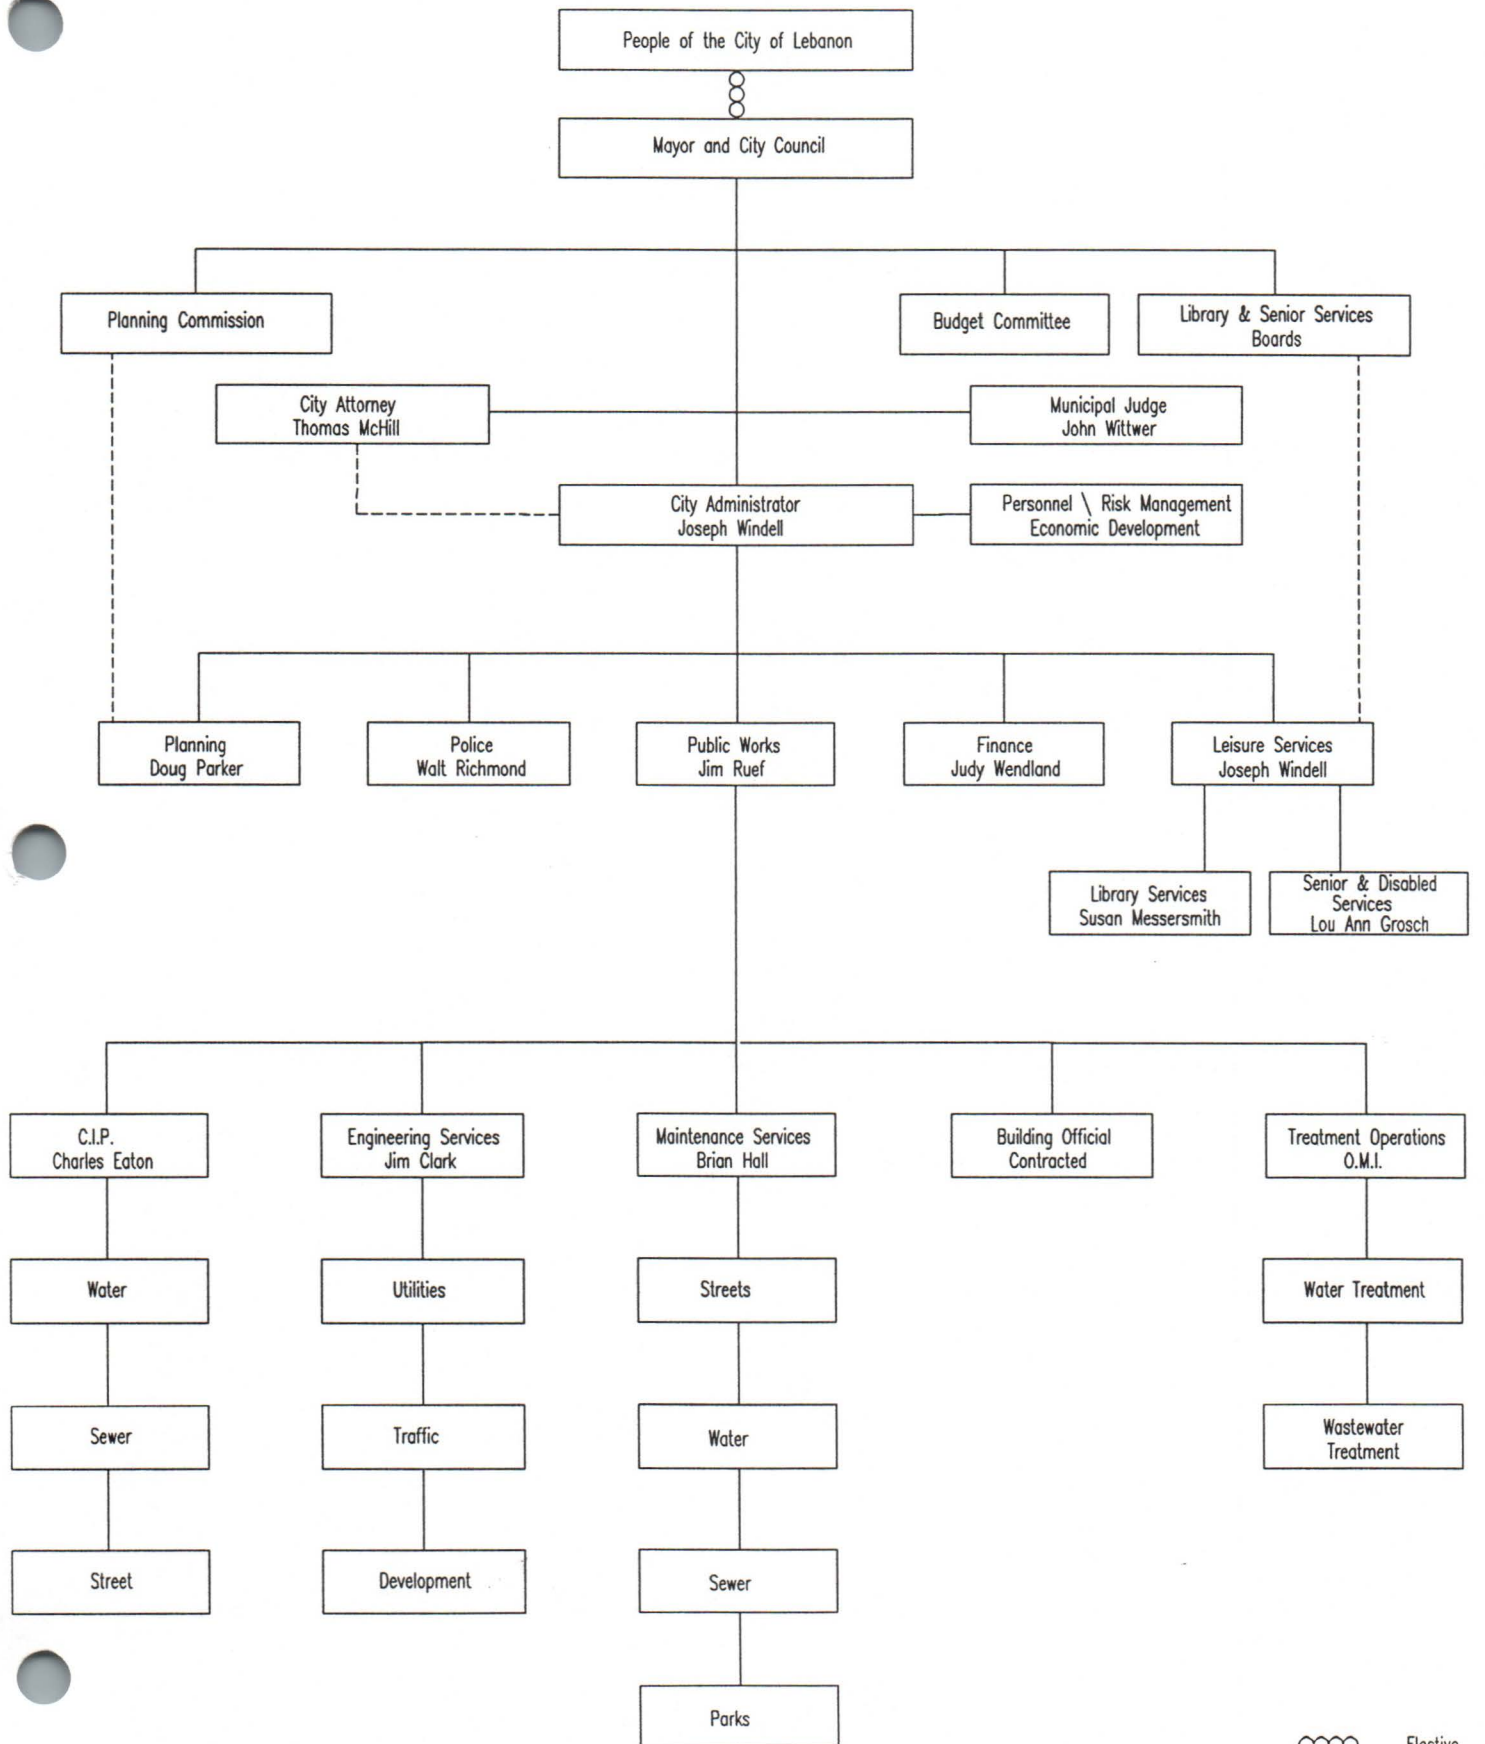 People of the City of Lebanon
Mayor and City Council
Planning Commission
Budget Committee
Library & Senior Services
Boards
City Attorney
Thomas McHill
Municipal Judge
John Wittwer
City Administrator
Joseph Windell
Personnel \ Risk Management
Economic Development
Planning
Doug Parker
Police
Walt Richmond
Public Works
Jim Ruef
Finance
Judy Wendland
Leisure Services
Joseph Windell
Library Services
Susan Messersmith
Senior & Disabled
Services
Lou Ann Grosch
C.I.P.
Charles Eaton
Engineering Services
Jim Clark
Maintenance Services
Brian Hall
Building Official
Contracted
Treatment Operations
O.M.I.
Water
Utilities
Streets
Water Treatment
Sewer
Traffic
Water
Wastewater
Treatment
Street
Development
Sewer
Parks
Elective